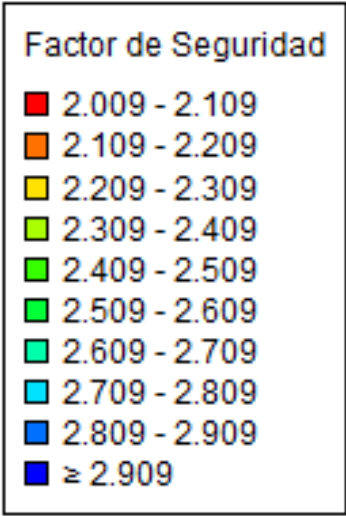 Factor de Seguridad
2.009 - 2.109
2.109 - 2.209
2.209 - 2.309
2.309 - 2.409
2.409 - 2.509
2.509 - 2.609
2.609 - 2.709
2.709 - 2.809
2.809 - 2.909
≥ 2.909